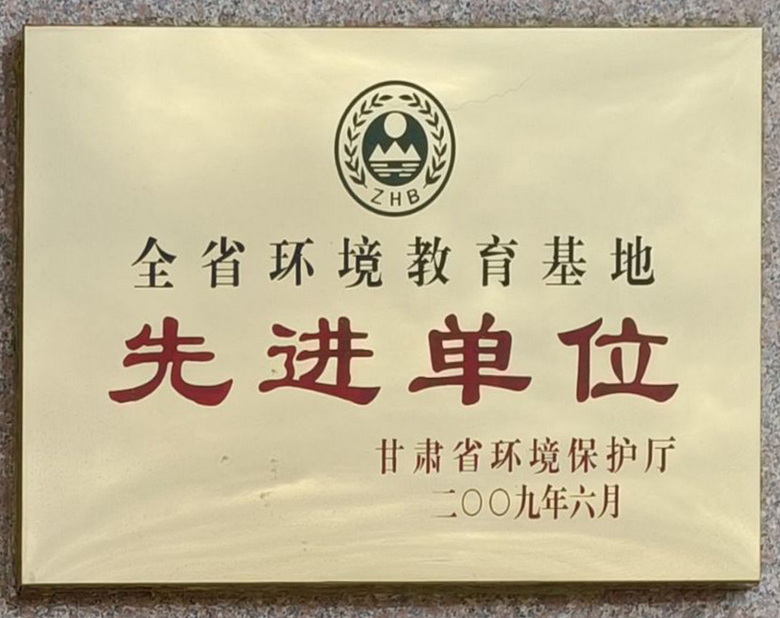 ZHB
全省环境教育基地
先进单位
甘肃省环境保护厅
二〇〇九年六月